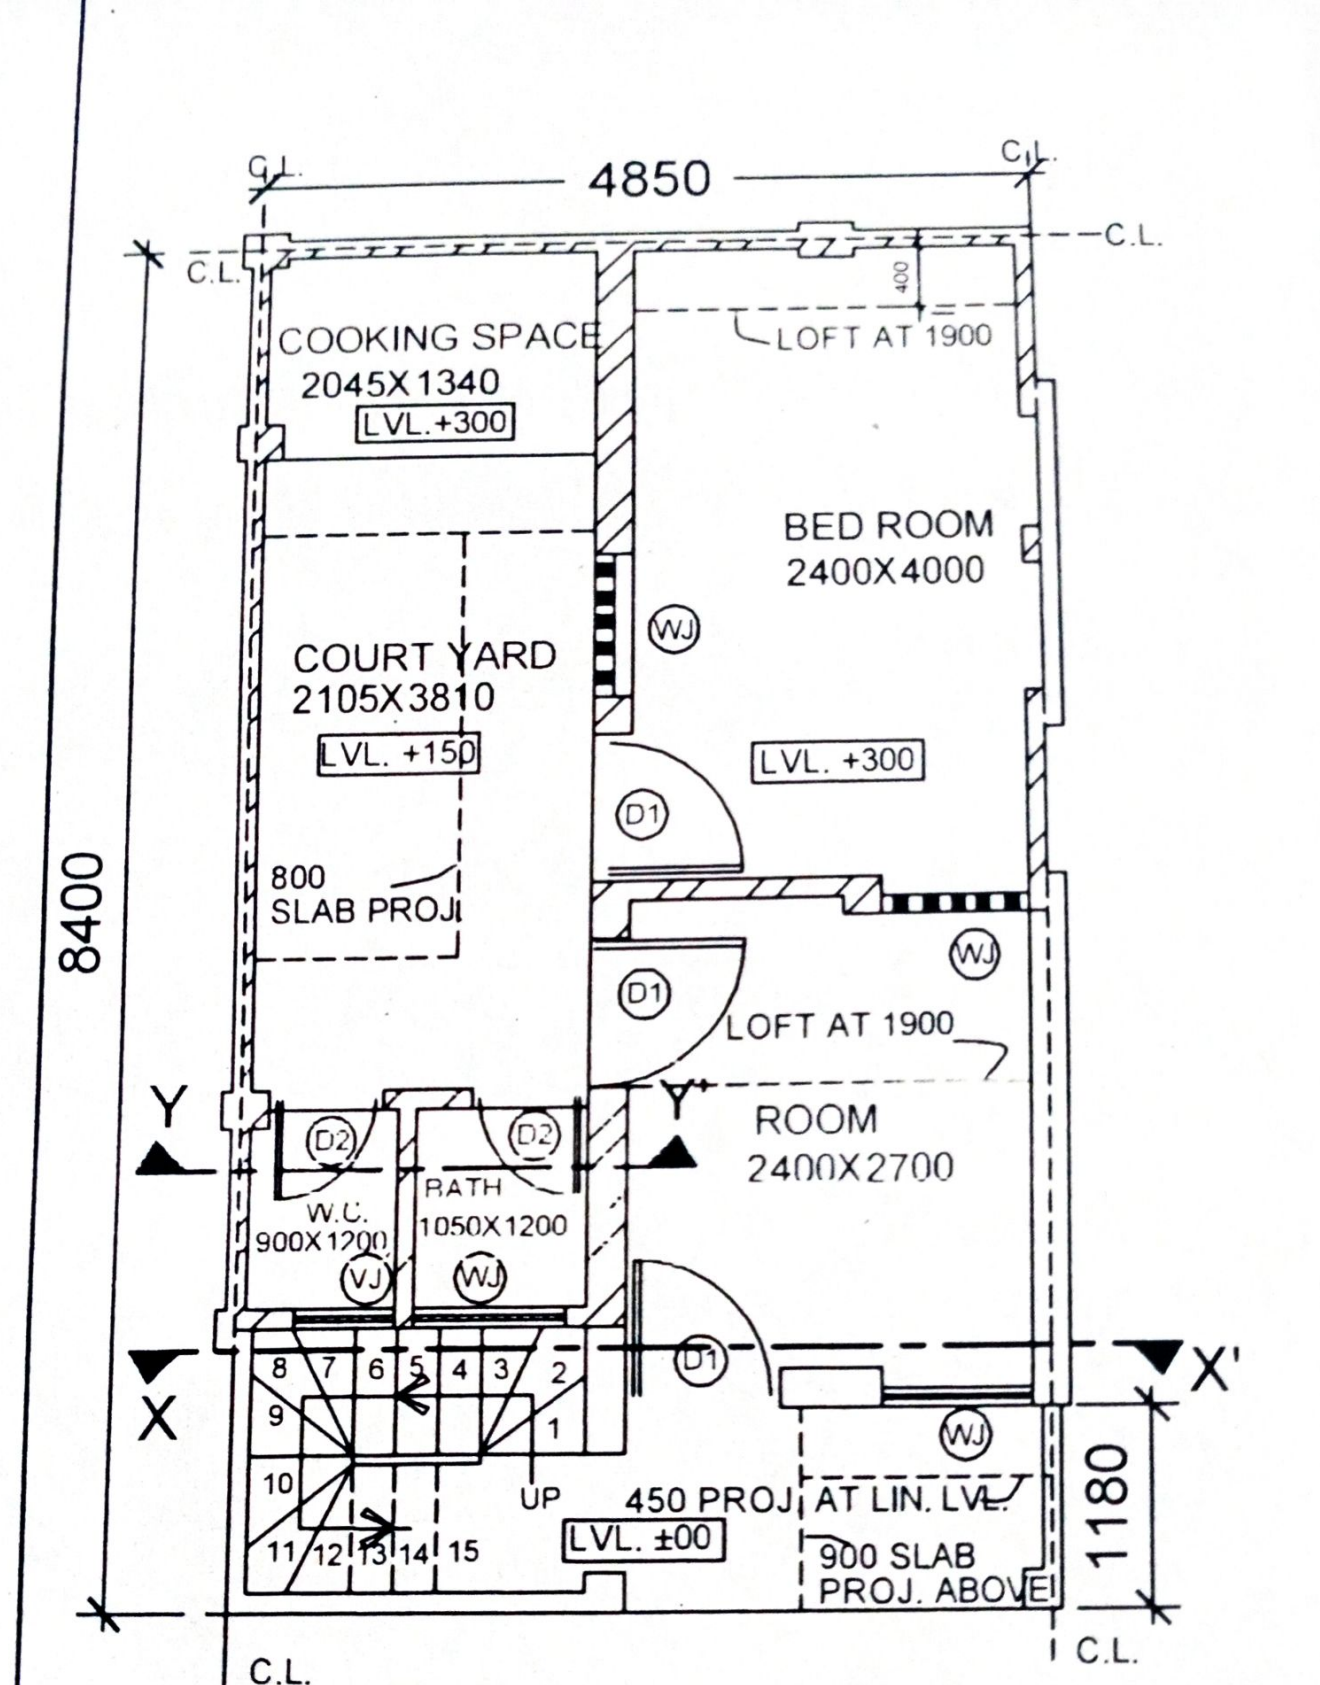 C.L.
C.L.
4850
C.L.
C.L.
400
COOKING SPACE
2045X1340
LVL.+300
LOFT AT 1900
BED ROOM
2400X4000
WJ
COURT YARD
2105X3810
LVL. +150
LVL. +300
D1
800
SLAB PROJ.
8400
WJ
D1
LOFT AT 1900
Y
Y'
ROOM
2400X2700
D2
D2
W.C.
900X1200
BATH
1050X1200
VJ
WJ
X
X'
D1
8 7 6 5 4 3 2
9 1
10
11 12 13 14 15
UP
WJ
1180
450 PROJ. AT LIN. LVL.
LVL. ±00
900 SLAB
PROJ. ABOVE
C.L.
C.L.